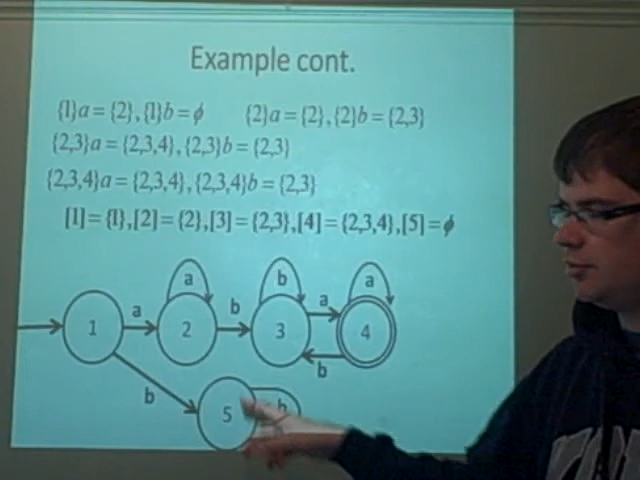 Example cont.
{1}a = {2}, {1}b = ϕ {2}a = {2}, {2}b = {2,3}
{2,3}a = {2,3,4}, {2,3}b = {2,3}
{2,3,4}a = {2,3,4}, {2,3,4}b = {2,3}
[1] = {1}, [2] = {2}, [3] = {2,3}, [4] = {2,3,4}, [5] = ϕ
a b a
1 a 2 b 3 a 4
b
b 5 b